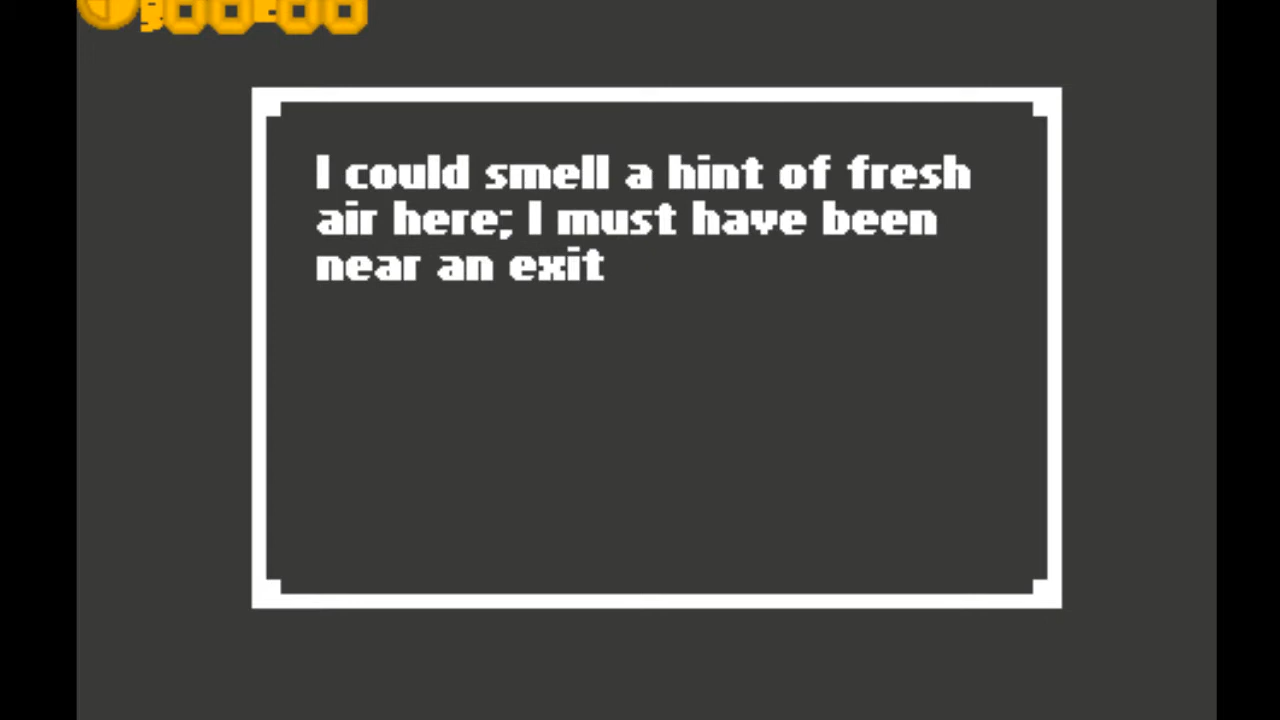 I could smell a hint of fresh
air here; I must have been
near an exit